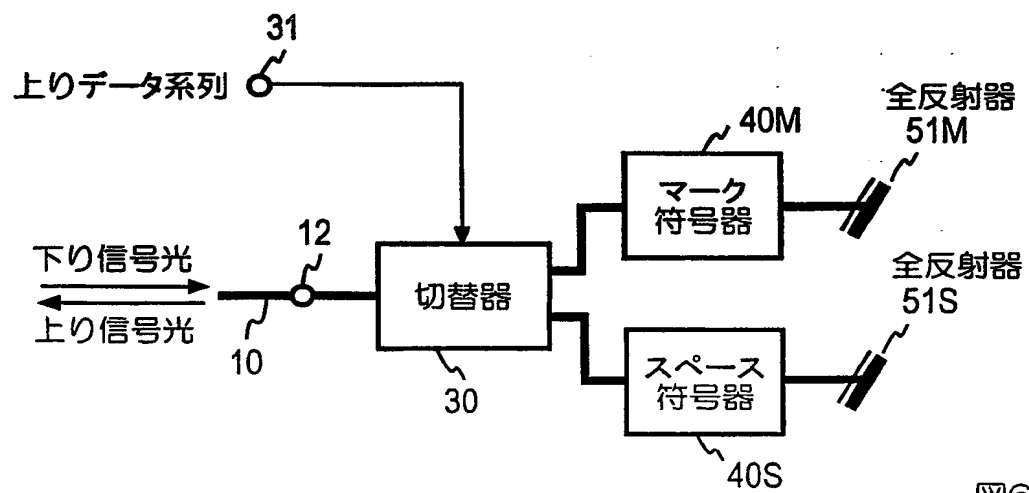 31
上りデータ系列
40M
全反射器
51M
マーク
符号器
下り信号光
12
上り信号光
10
切替器
30
全反射器
51S
スペース
符号器
40S